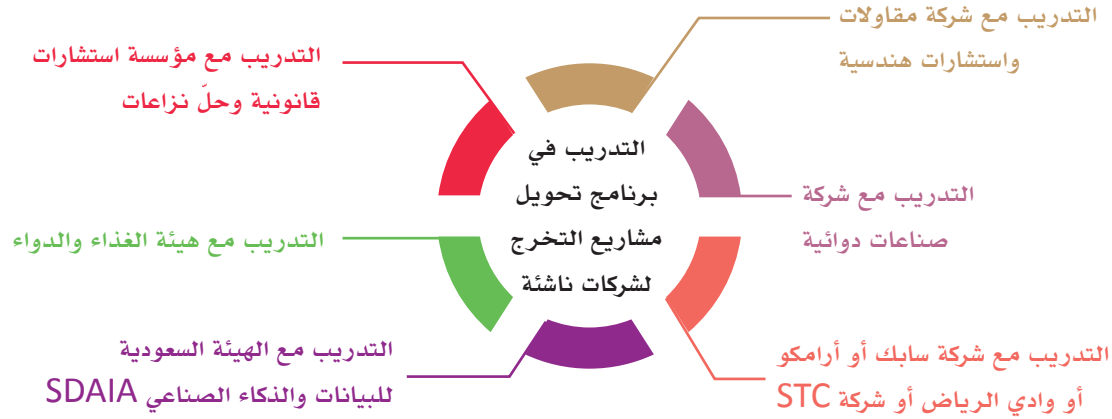 التدريب مع شركة مقاولات
واستشارات هندسية
التدريب مع مؤسسة استشارات
قانونية وحلّ نزاعات
التدريب في
برنامج تحويل
مشاريع التخرج
لشركات ناشئة
التدريب مع شركة
صناعات دوائية
التدريب مع هيئة الغذاء والدواء
التدريب مع شركة سابك أو أرامكو
أو وادي الرياض أو شركة STC
التدريب مع الهيئة السعودية
للبيانات والذكاء الصناعي SDAIA